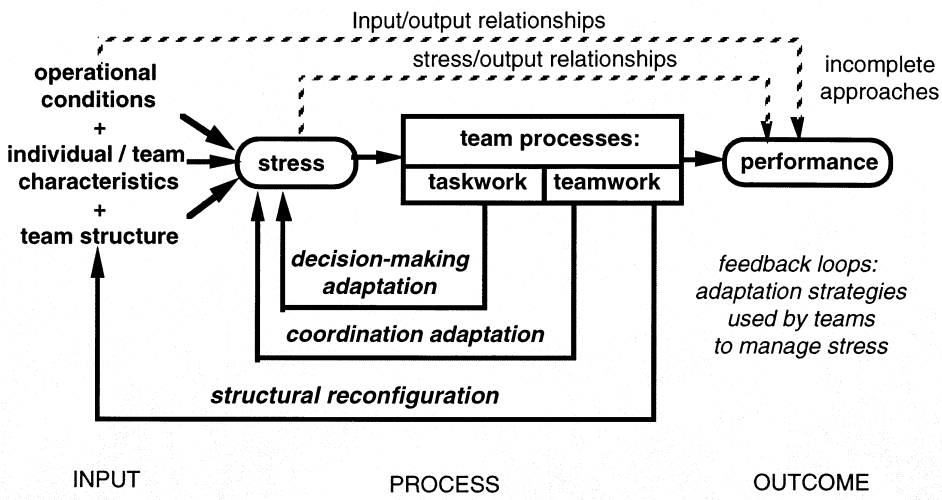 Input/output relationships
stress/output relationships
incomplete
approaches
operational
conditions
+
individual / team
characteristics
+
team structure
stress
team processes:
taskwork
teamwork
performance
decision-making
adaptation
coordination adaptation
structural reconfiguration
feedback loops:
adaptation strategies
used by teams
to manage stress
INPUT
PROCESS
OUTCOME